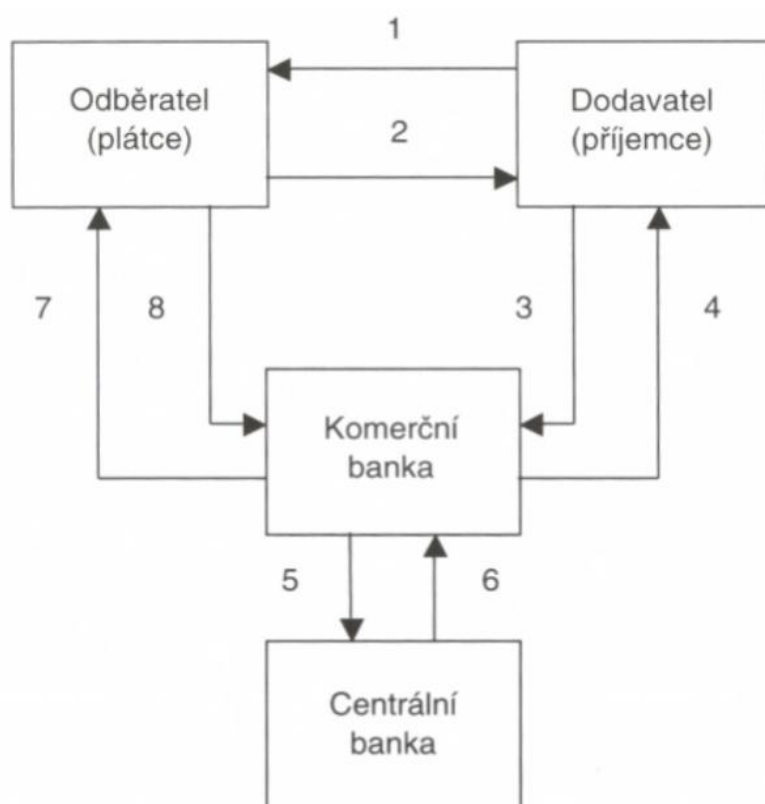 1
Odběratel
(plátce)
Dodavatel
(příjemce)
2
7
8
3
4
Komerční
banka
5
6
Centrální
banka